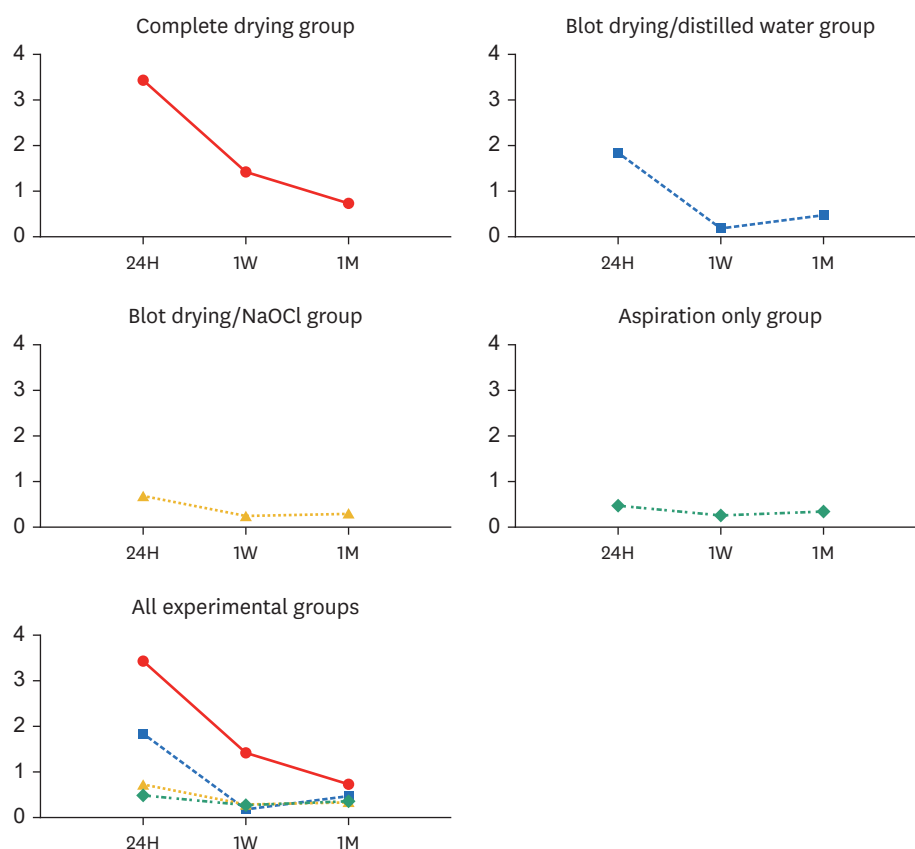 Complete drying group
4
3
2
1
0
24H 1W 1M
Blot drying/distilled water group
4
3
2
1
0
24H 1W 1M
Blot drying/NaOCl group
4
3
2
1
0
24H 1W 1M
Aspiration only group
4
3
2
1
0
24H 1W 1M
All experimental groups
4
3
2
1
0
24H 1W 1M